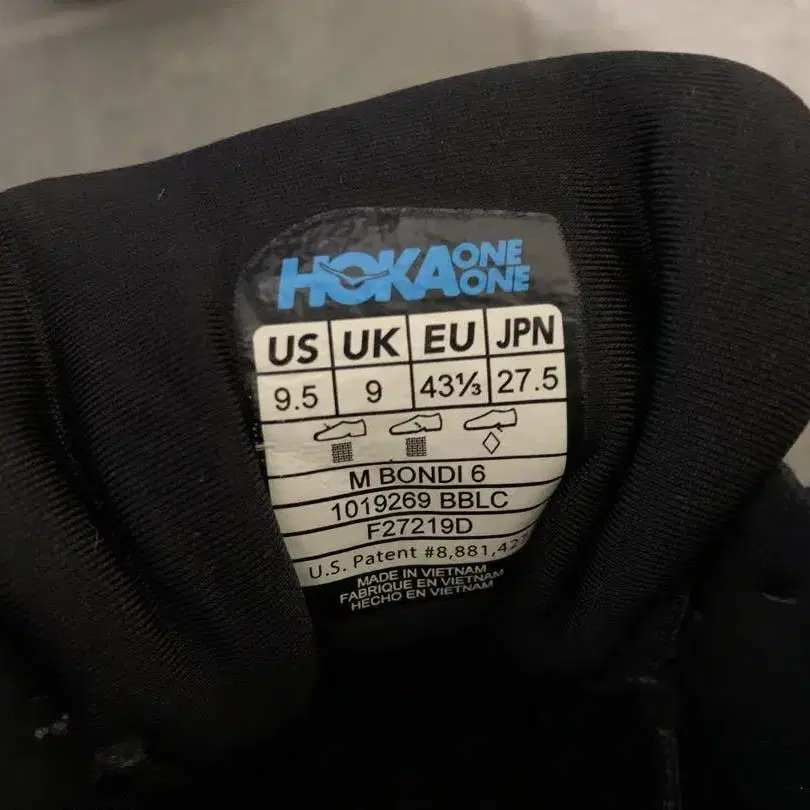 HOKA ONE ONE
US UK EU JPN
9.5 9 43⅓ 27.5
M BONDI 6
1019269 BBLC
F27219D
U.S. Patent #8,881,42
MADE IN VIETNAM
FABRIQUE EN VIETNAM
HECHO EN VIETNAM